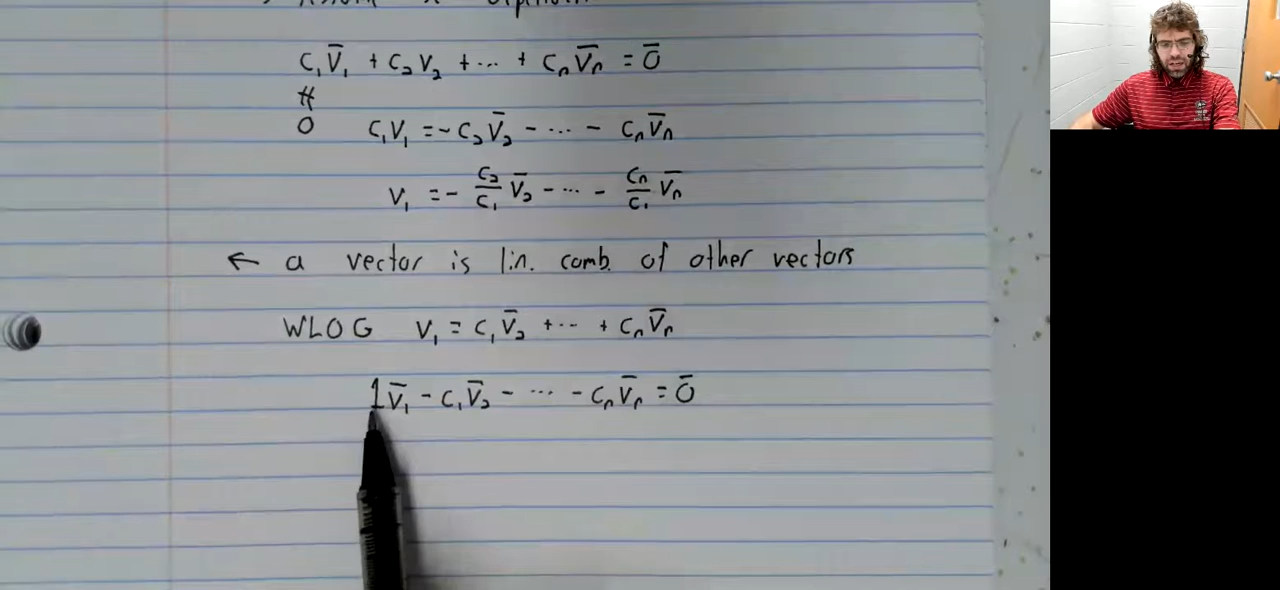 C₁V̄₁ + C₂V₂ + ... + CₙV̄ₙ = 0̄
≠
0 C₁V₁ = - C₂V̄₂ - ... - CₙV̄ₙ
V₁ = - C₂/C₁ V̄₂ - ... - Cₙ/C₁ V̄ₙ
← a vector is lin. comb. of other vectors
WLOG V₁ = C₁V̄₂ + ... + CₙV̄ₙ
1V̄₁ - C₁V̄₂ - ... - CₙV̄ₙ = 0̄